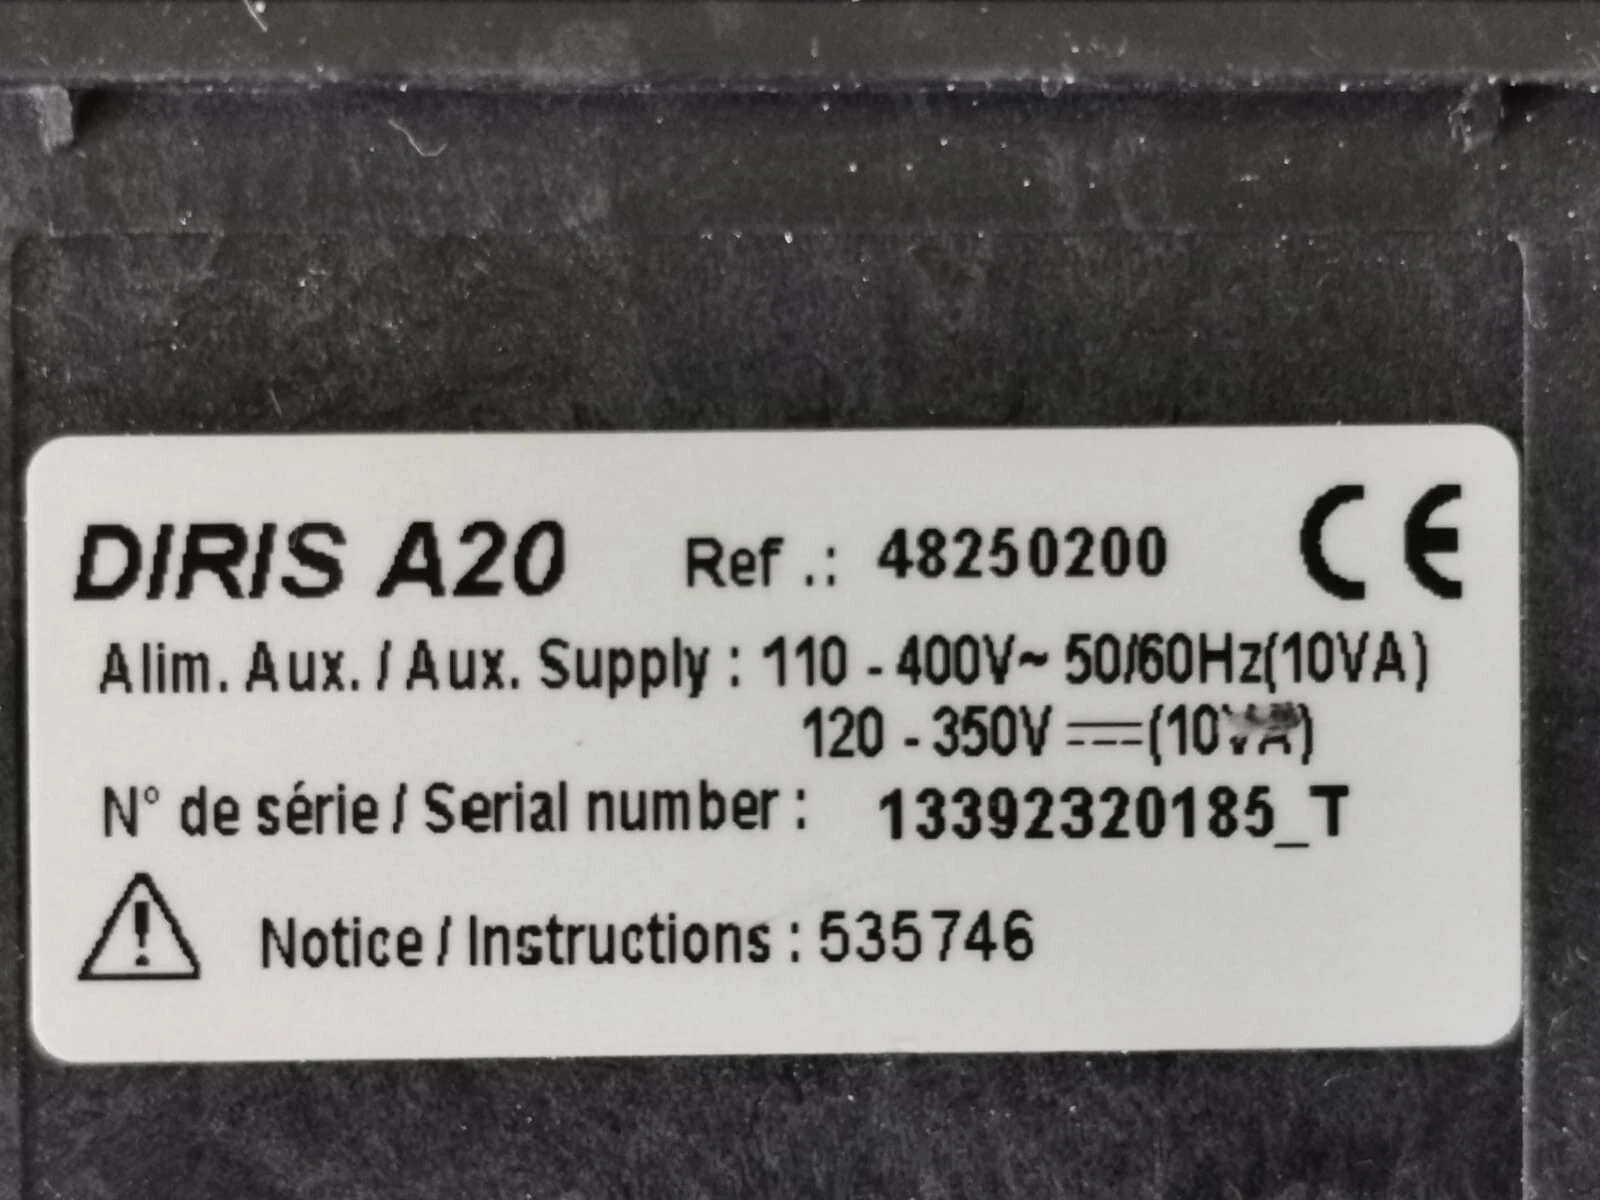 DIRIS A20 Ref .: 48250200 CE
Alim. Aux. / Aux. Supply : 110 - 400V~ 50/60Hz(10VA)
120 - 350V ⎓ (10VA)
N° de série / Serial number : 13392320185_T
Notice / Instructions : 535746